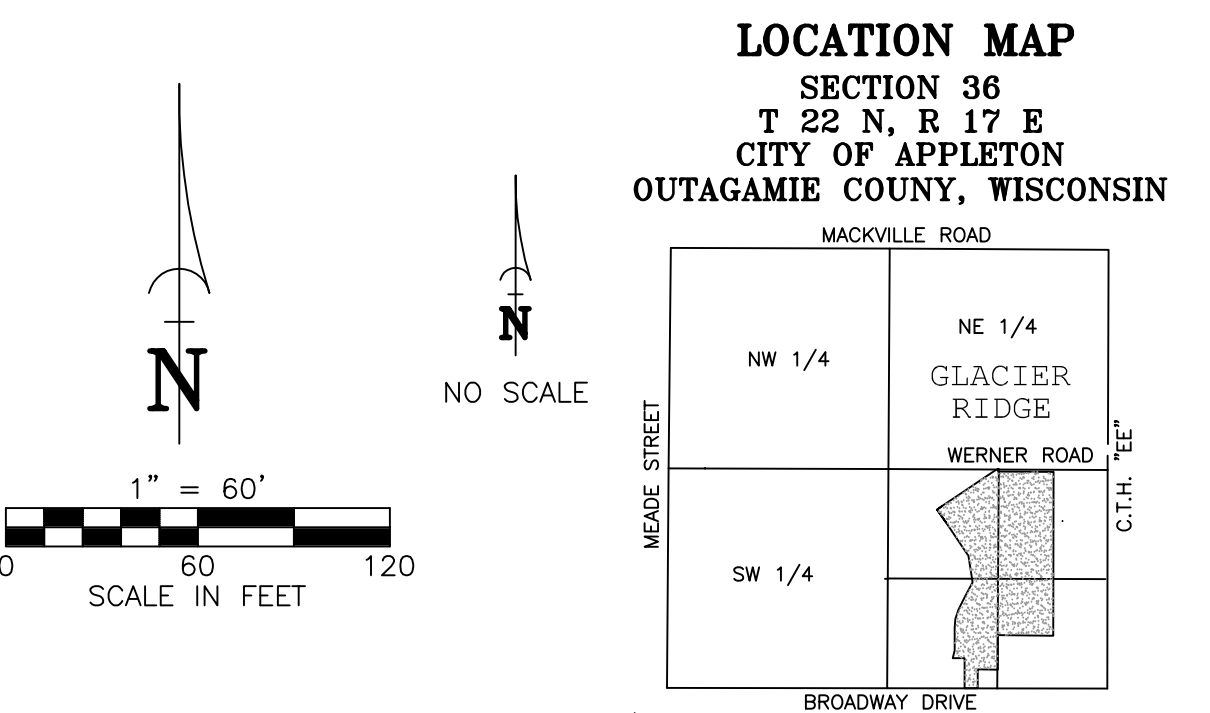 N
1" = 60'
0 60 120
SCALE IN FEET
N
NO SCALE
LOCATION MAP
SECTION 36
T 22 N, R 17 E
CITY OF APPLETON
OUTAGAMIE COUNY, WISCONSIN
MACKVILLE ROAD
NW 1/4
NE 1/4
GLACIER
RIDGE
WERNER ROAD
MEADE STREET
C.T.H. "EE"
SW 1/4
BROADWAY DRIVE